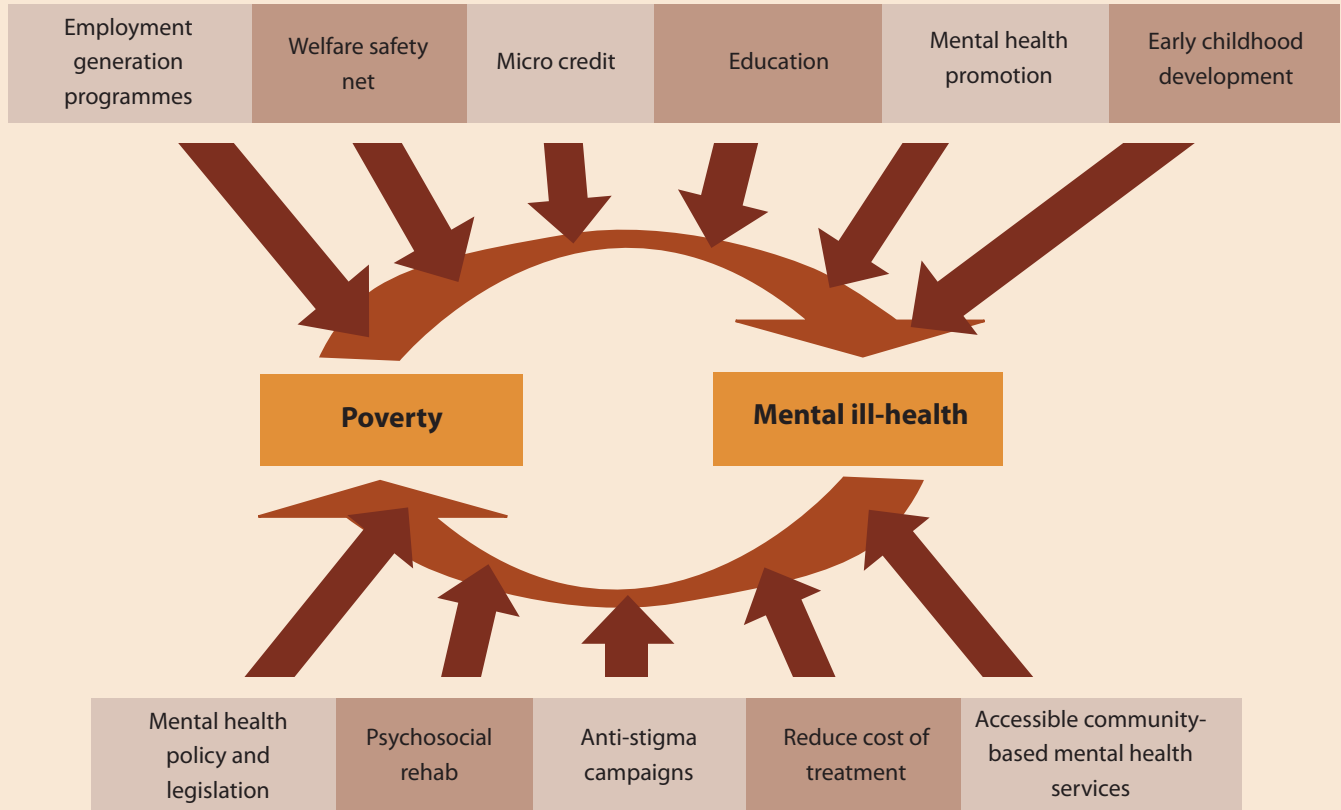 Employment
generation
programmes
Welfare safety
net
Micro credit
Education
Mental health
promotion
Early childhood
development
Poverty
Mental ill-health
Mental health
policy and
legislation
Psychosocial
rehab
Anti-stigma
campaigns
Reduce cost of
treatment
Accessible community-
based mental health
services